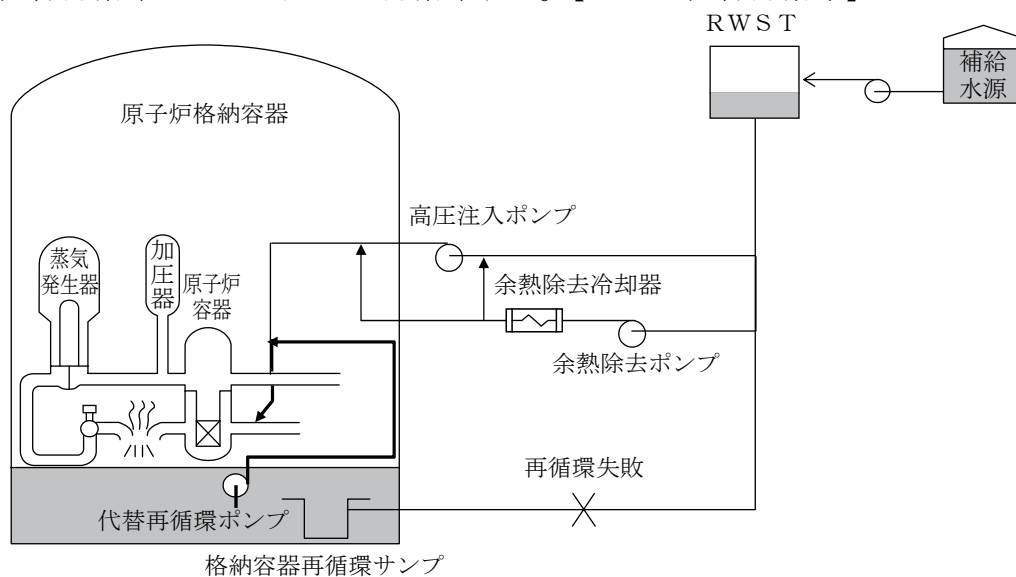 ＲＷＳＴ
補給
水源
原子炉格納容器
高圧注入ポンプ
蒸気
発生器
加
圧
器
原子炉
容器
余熱除去冷却器
余熱除去ポンプ
再循環失敗
代替再循環ポンプ
格納容器再循環サンプ